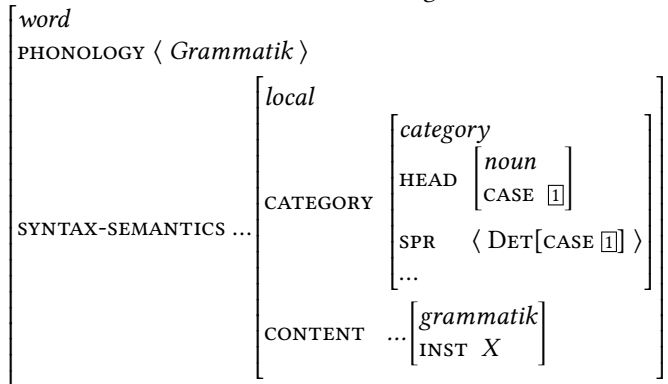 word
PHONOLOGY ⟨ Grammatik ⟩
SYNTAX-SEMANTICS ...
local
CATEGORY
category
HEAD
noun
CASE 1
SPR ⟨ DET[CASE 1] ⟩
...
CONTENT ...
grammatik
INST X